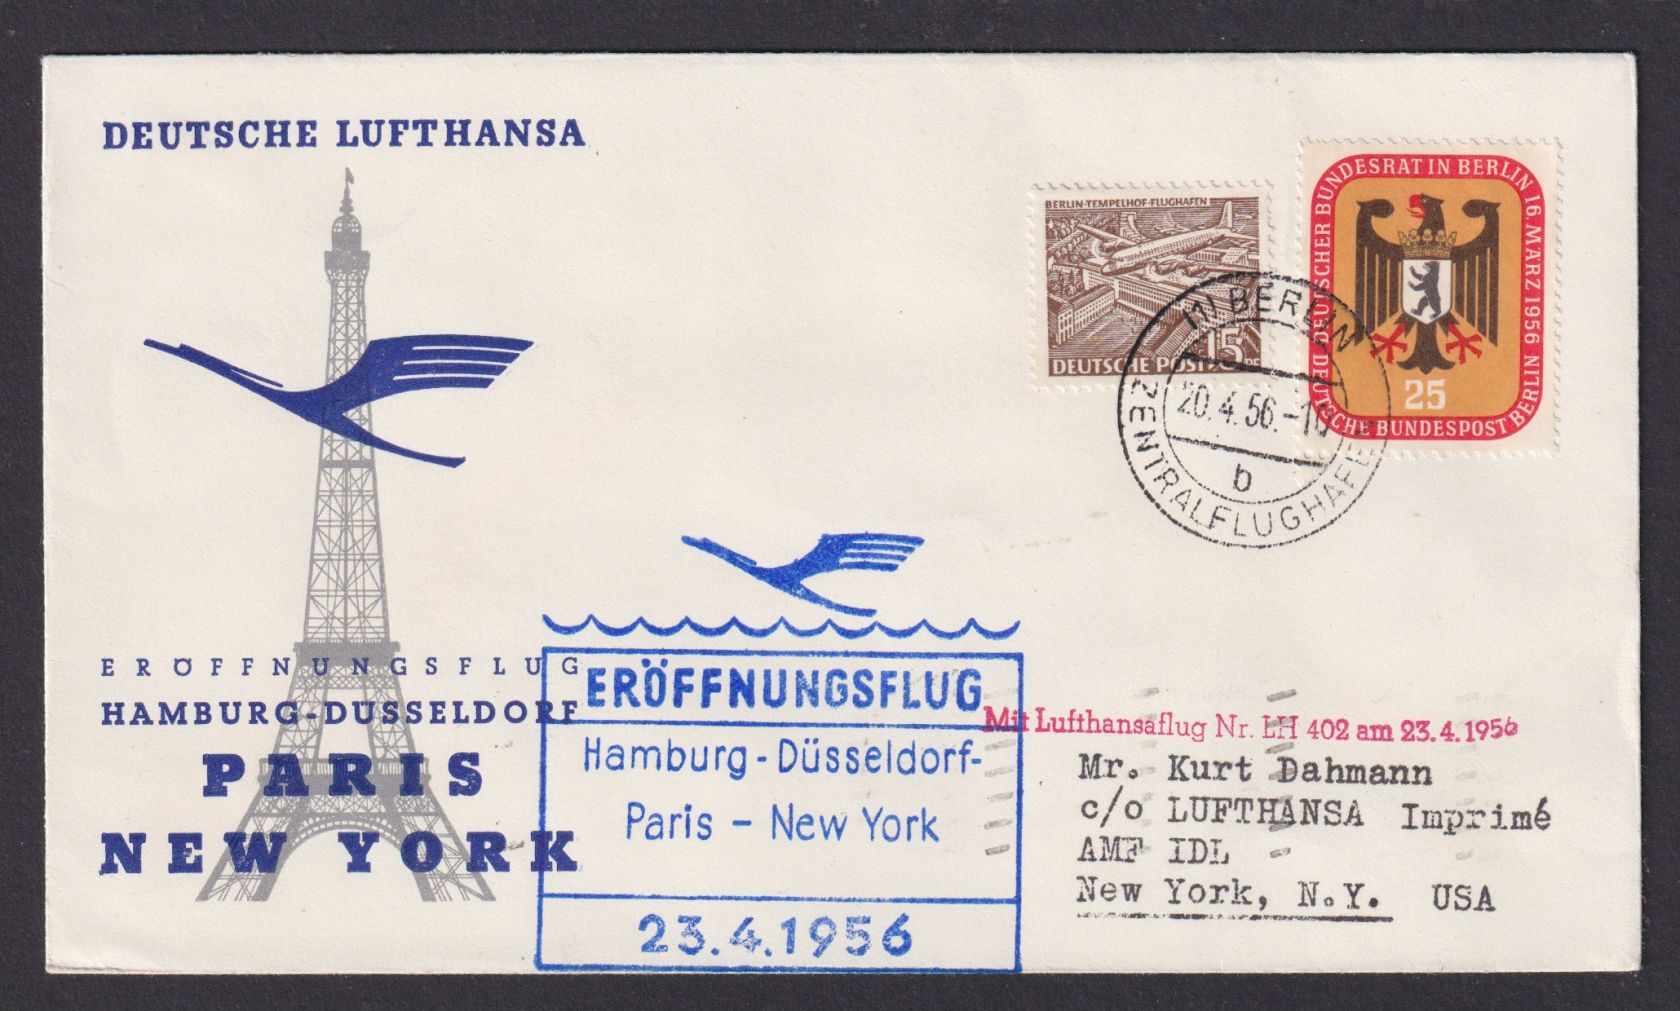 DEUTSCHE LUFTHANSA
ERÖFFNUNGSFLUG
HAMBURG-DÜSSELDORF
PARIS
NEW YORK
BERLIN-TEMPELHOF-FLUGHAFEN
DEUTSCHE POST 15 PF
DEUTSCHER BUNDESRAT IN BERLIN 16. MÄRZ 1956
25
DEUTSCHE BUNDESPOST BERLIN
(1) BERLIN
20.4.56.-10
b
ZENTRALFLUGHAFEN
ERÖFFNUNGSFLUG
Hamburg - Düsseldorf-
Paris - New York
23.4.1956
Mit Lufthansaflug Nr. LH 402 am 23.4.1956
Mr. Kurt Dahmann
c/o LUFTHANSA Imprimé
AMF IDL
New York, N.Y. USA